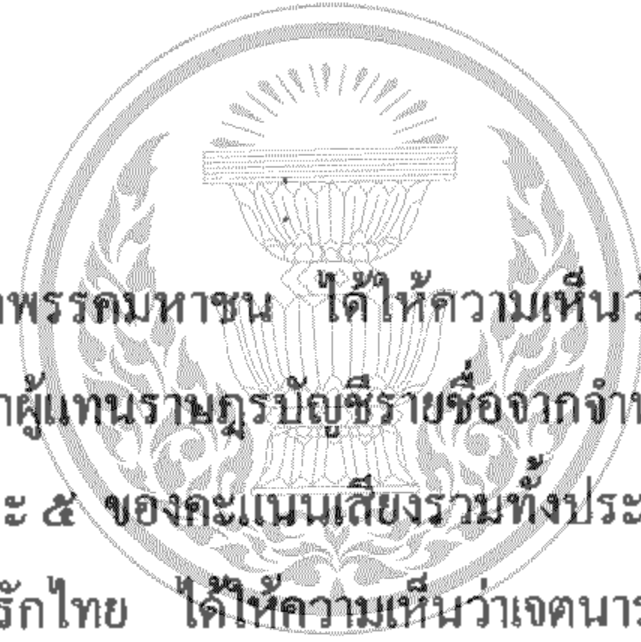 พรรคมหาชน ได้ให้ความเห็นว
ผู้แทนราษฎรบัญชีรายชื่อจากจำ
ะ ๕ ของคะแนนเสียงรวมทั้งประ
รักไทย ได้ให้ความเห็นว่าเจตนาร